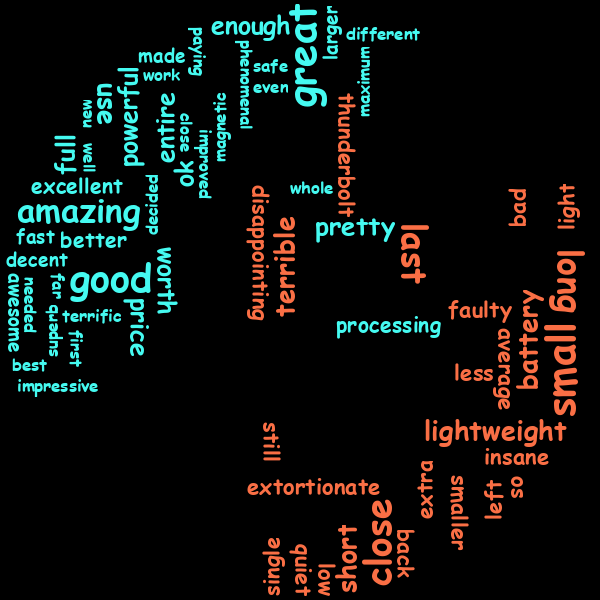 enough
great
larger
different
paying
made
work
phenomenal
safe
even
maximum
powerful
use
new
entire
close
improved
magnetic
thunderbolt
full
well
ok
excellent
decided
whole
disappointing
terrible
bad
light
amazing
pretty
last
fast
better
decent
good
worth
long
awesome
needed
far
superb
terrific
first
price
processing
faulty
average
battery
small
best
less
impressive
still
lightweight
insane
extortionate
extra
smaller
left
so
close
single
quiet
low
short
back